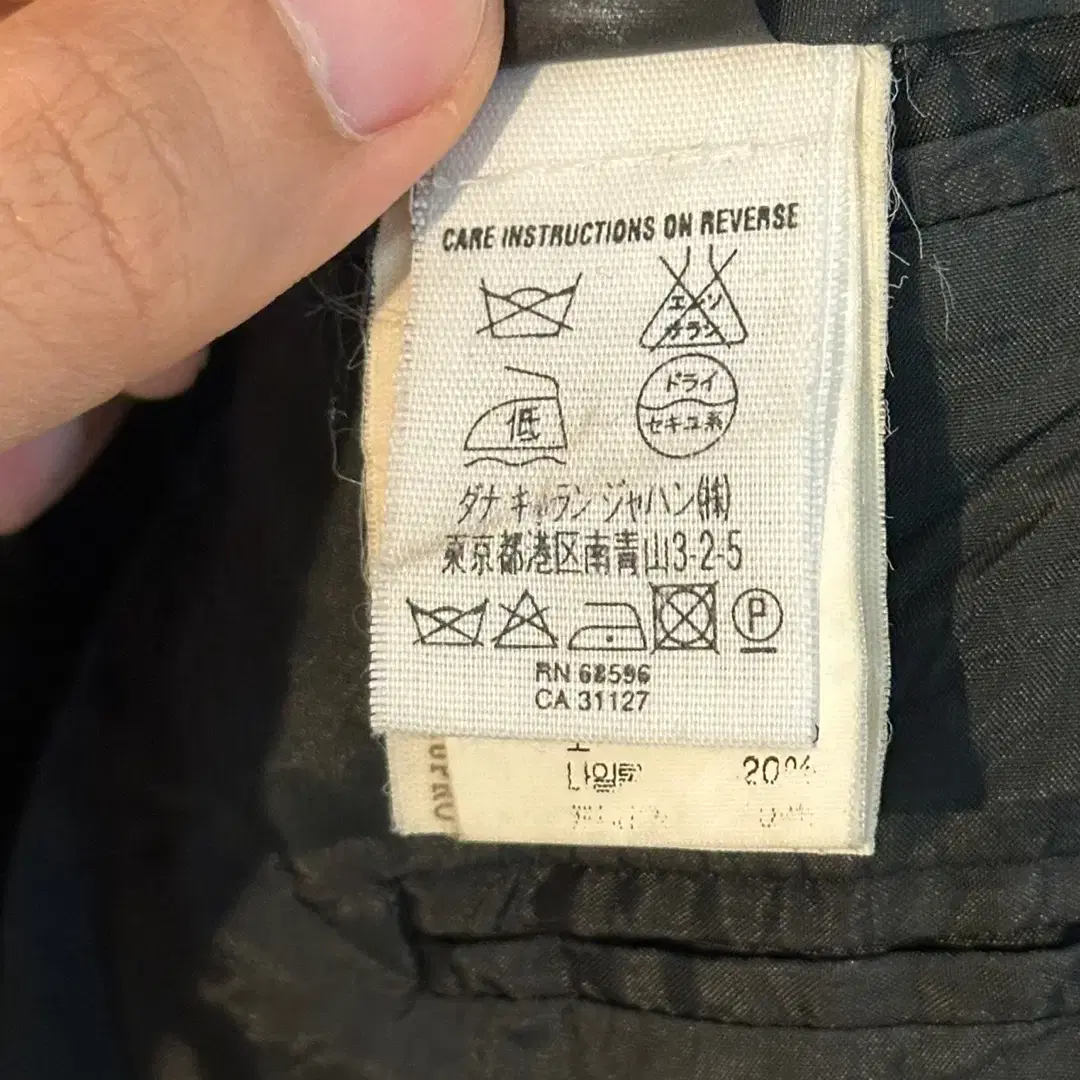 CARE INSTRUCTIONS ON REVERSE
エンソ
サラシ
低
ドライ
セキユ系
ダナ キャラン ジャパン(株)
東京都港区南青山3-2-5
P
RN 68596
CA 31127
나일론 20%